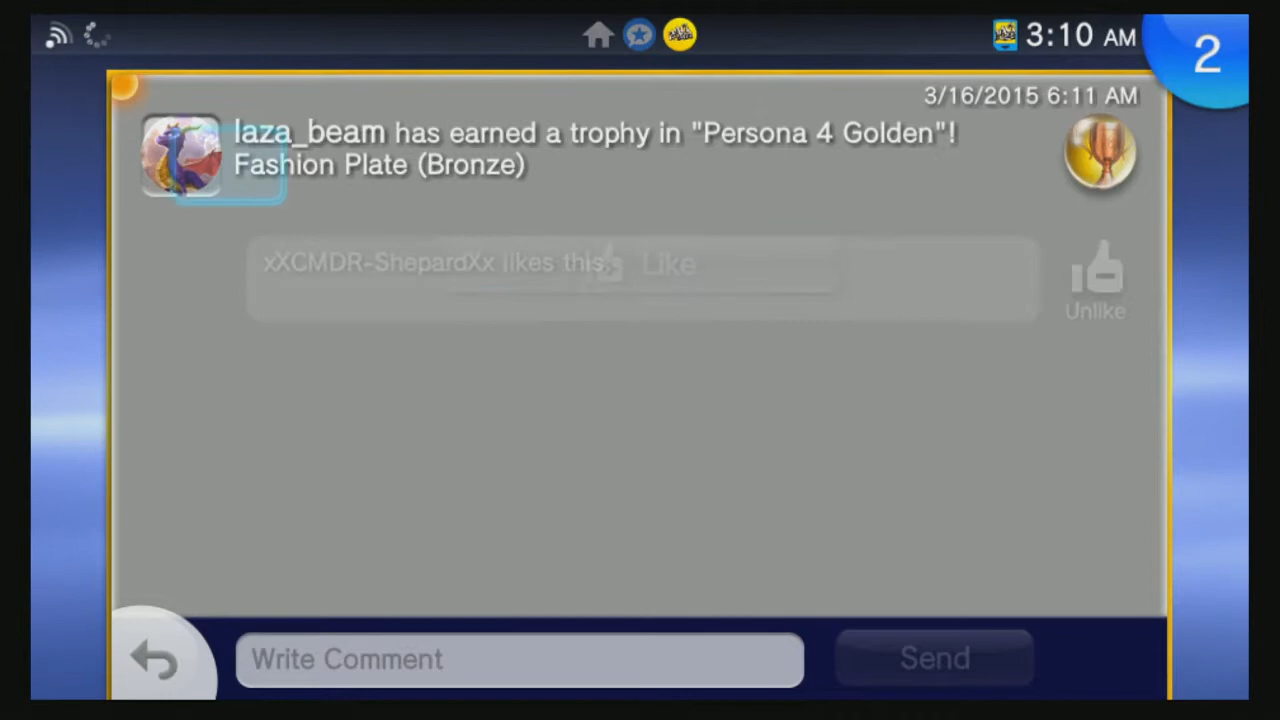 3:10 AM
2
3/16/2015 6:11 AM
laza_beam has earned a trophy in "Persona 4 Golden"!
Fashion Plate (Bronze)
xXCMDR-ShepardXx likes this.
Like
Unlike
Write Comment
Send